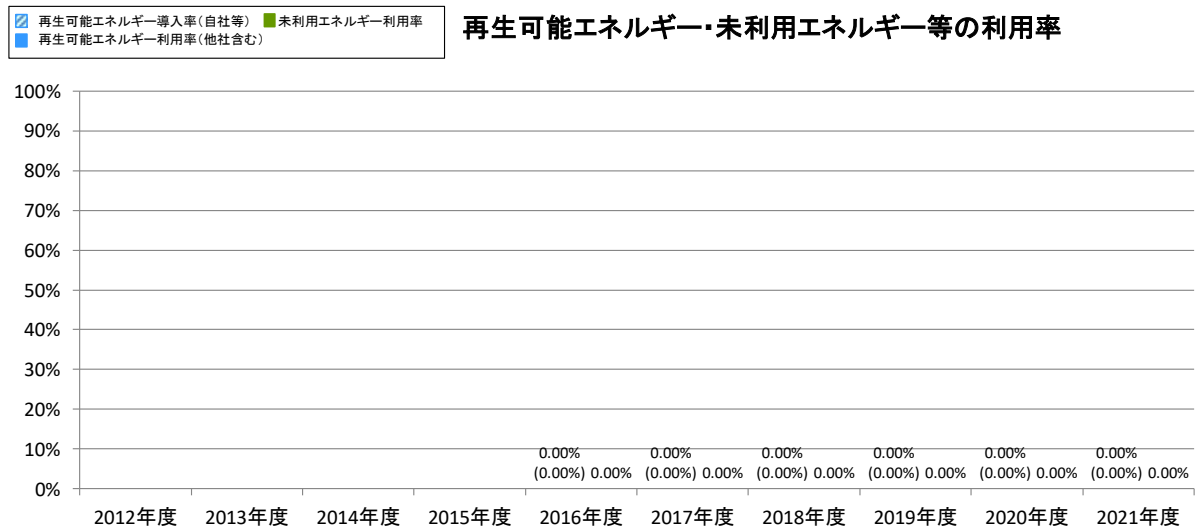 再生可能エネルギー導入率(自社等) 未利用エネルギー利用率
再生可能エネルギー利用率(他社含む)
再生可能エネルギー・未利用エネルギー等の利用率
100%
90%
80%
70%
60%
50%
40%
30%
20%
10%
0%
0.00% 0.00% 0.00% 0.00% 0.00% 0.00%
(0.00%) 0.00% (0.00%) 0.00% (0.00%) 0.00% (0.00%) 0.00% (0.00%) 0.00% (0.00%) 0.00%
2012年度 2013年度 2014年度 2015年度 2016年度 2017年度 2018年度 2019年度 2020年度 2021年度